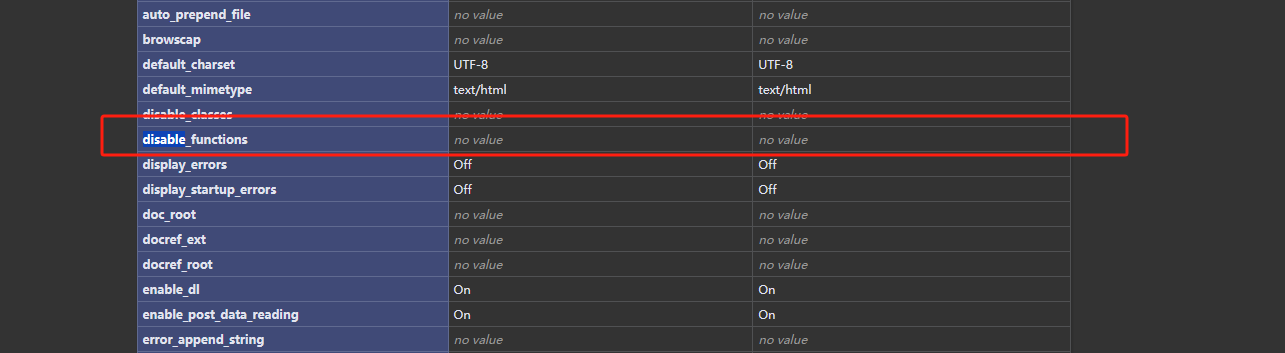 auto_prepend_file no value no value
browscap no value no value
default_charset UTF-8 UTF-8
default_mimetype text/html text/html
disable_classes no value no value
disable_functions no value no value
display_errors Off Off
display_startup_errors Off Off
doc_root no value no value
docref_ext no value no value
docref_root no value no value
enable_dl On On
enable_post_data_reading On On
error_append_string no value no value